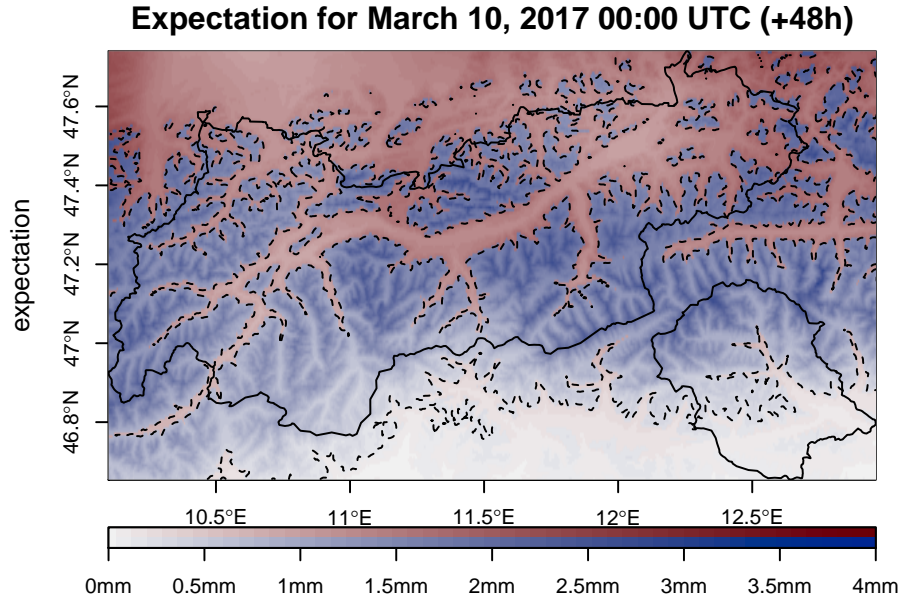 Expectation for March 10, 2017 00:00 UTC (+48h)
expectation
47.6°N
47.4°N
47.2°N
47°N
46.8°N
10.5°E 11°E 11.5°E 12°E 12.5°E
0mm 0.5mm 1mm 1.5mm 2mm 2.5mm 3mm 3.5mm 4mm